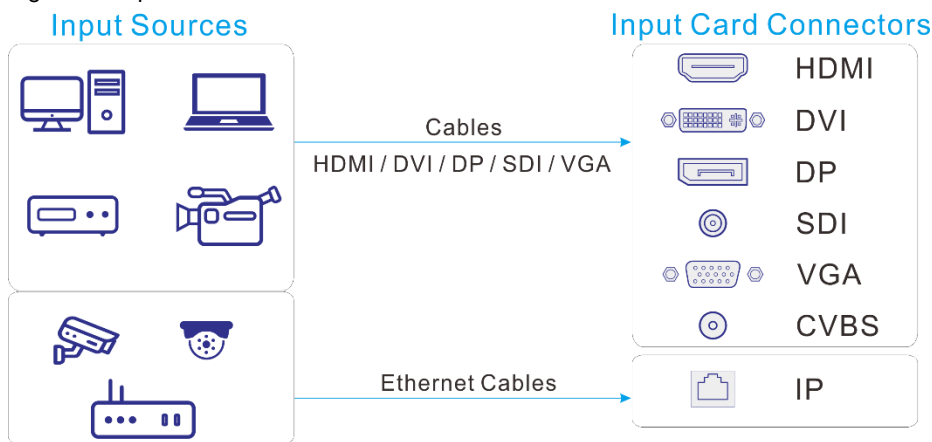 Input Sources
Input Card Connectors
HDMI
DVI
Cables
HDMI / DVI / DP / SDI / VGA
DP
SDI
VGA
CVBS
Ethernet Cables
IP